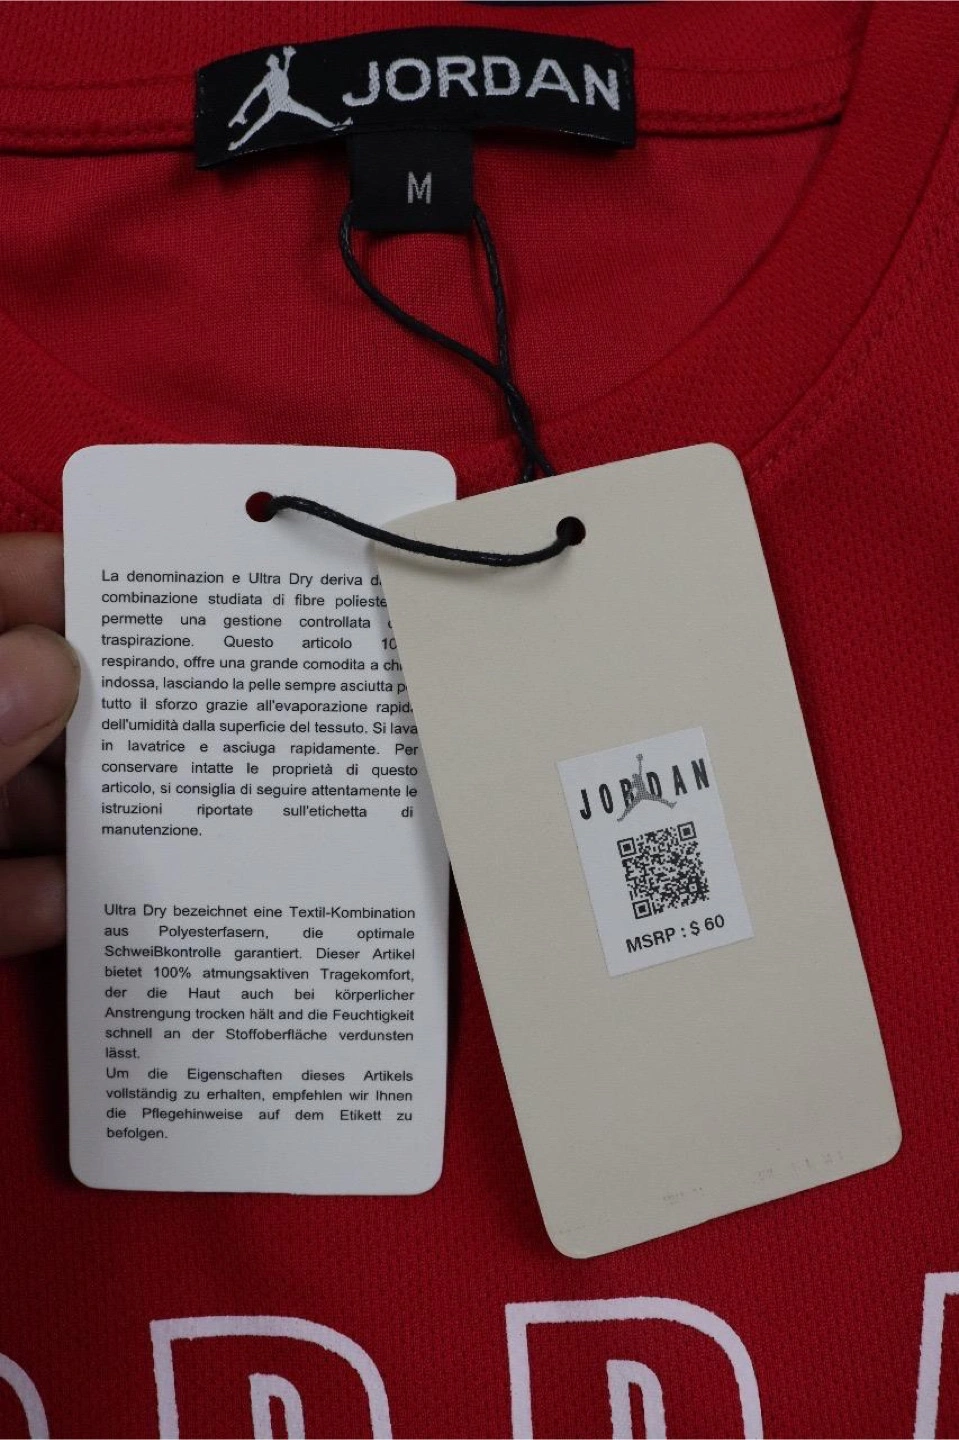 JORDAN
M
La denominazion e Ultra Dry deriva
combinazione studiata di fibre
permette una gestione controllata
traspirazione. Questo articolo
respirando, offre una grande comodita a
indossa, lasciando la pelle sempre asciutta
tutto il sforzo grazie all'evaporazione
dell'umidità dalla superficie del tessuto. Si lava
in lavatrice e asciuga rapidamente. Per
conservare intatte le proprietà di questo
articolo, si consiglia di seguire attentamente le
istruzioni riportate sull'etichetta di
manutenzione.
Ultra Dry bezeichnet eine Textil-Kombination
aus Polyesterfasern, die optimale
SchweiBkontrolle garantiert. Dieser Artikel
bietet 100% atmungsaktiven Tragekomfort,
der die Haut auch bei körperlicher
Anstrengung trocken hält and die Feuchtigkeit
schnell an der Stoffoberfläche verdunsten
lässt.
Um die Eigenschaften dieses Artikels
vollständig zu erhalten, empfehlen wir Ihnen
die Pflegehinweise auf dem Etikett zu
befolgen.
JORDAN
MSRP : $ 60